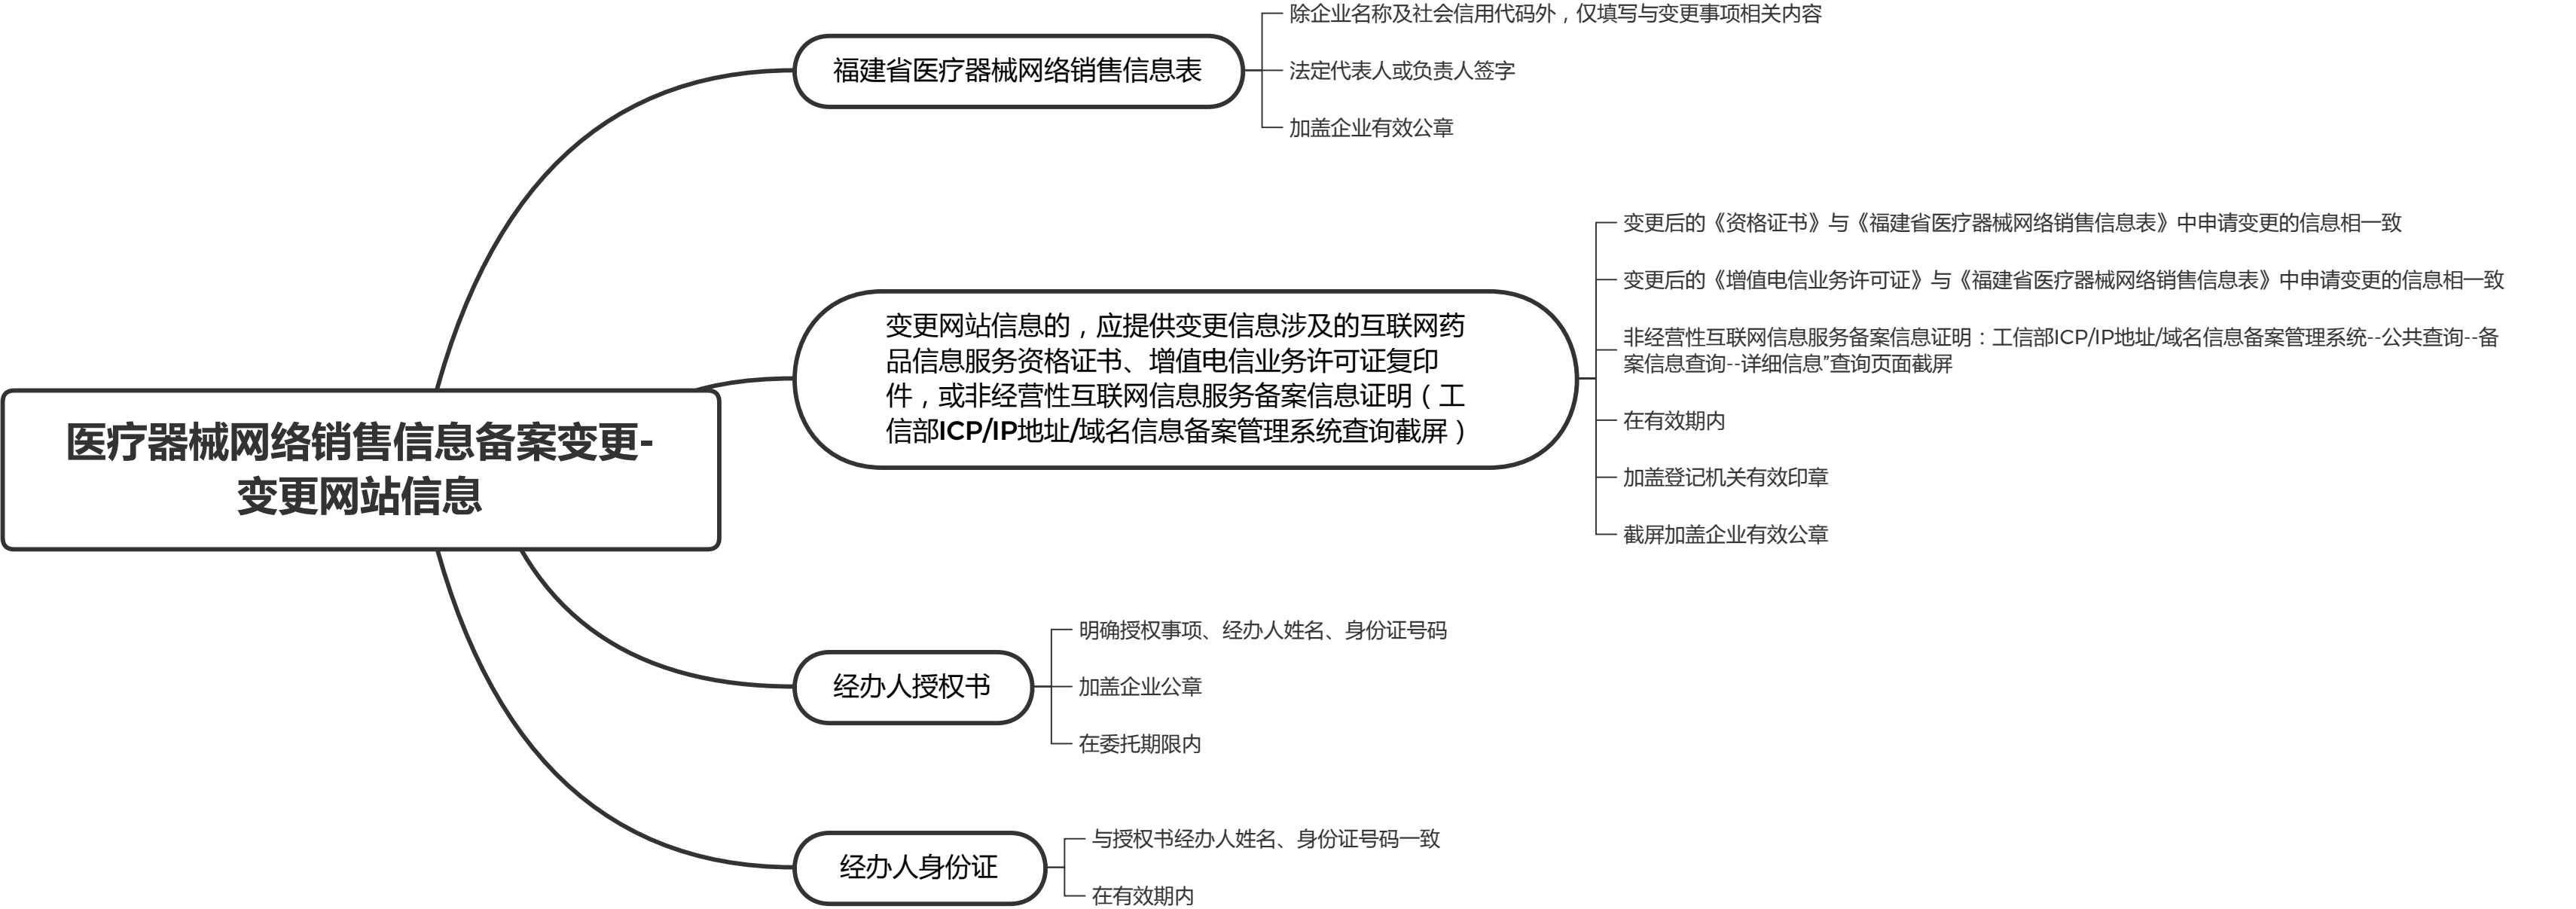 医疗器械网络销售信息备案变更-
变更网站信息
福建省医疗器械网络销售信息表
除企业名称及社会信用代码外，仅填写与变更事项相关内容
法定代表人或负责人签字
加盖企业有效公章
变更网站信息的，应提供变更信息涉及的互联网药
品信息服务资格证书、增值电信业务许可证复印
件，或非经营性互联网信息服务备案信息证明（工
信部ICP/IP地址/域名信息备案管理系统查询截屏）
变更后的《资格证书》与《福建省医疗器械网络销售信息表》中申请变更的信息相一致
变更后的《增值电信业务许可证》与《福建省医疗器械网络销售信息表》中申请变更的信息相一致
非经营性互联网信息服务备案信息证明：工信部ICP/IP地址/域名信息备案管理系统--公共查询--备
案信息查询--详细信息”查询页面截屏
在有效期内
加盖登记机关有效印章
截屏加盖企业有效公章
经办人授权书
明确授权事项、经办人姓名、身份证号码
加盖企业公章
在委托期限内
经办人身份证
与授权书经办人姓名、身份证号码一致
在有效期内